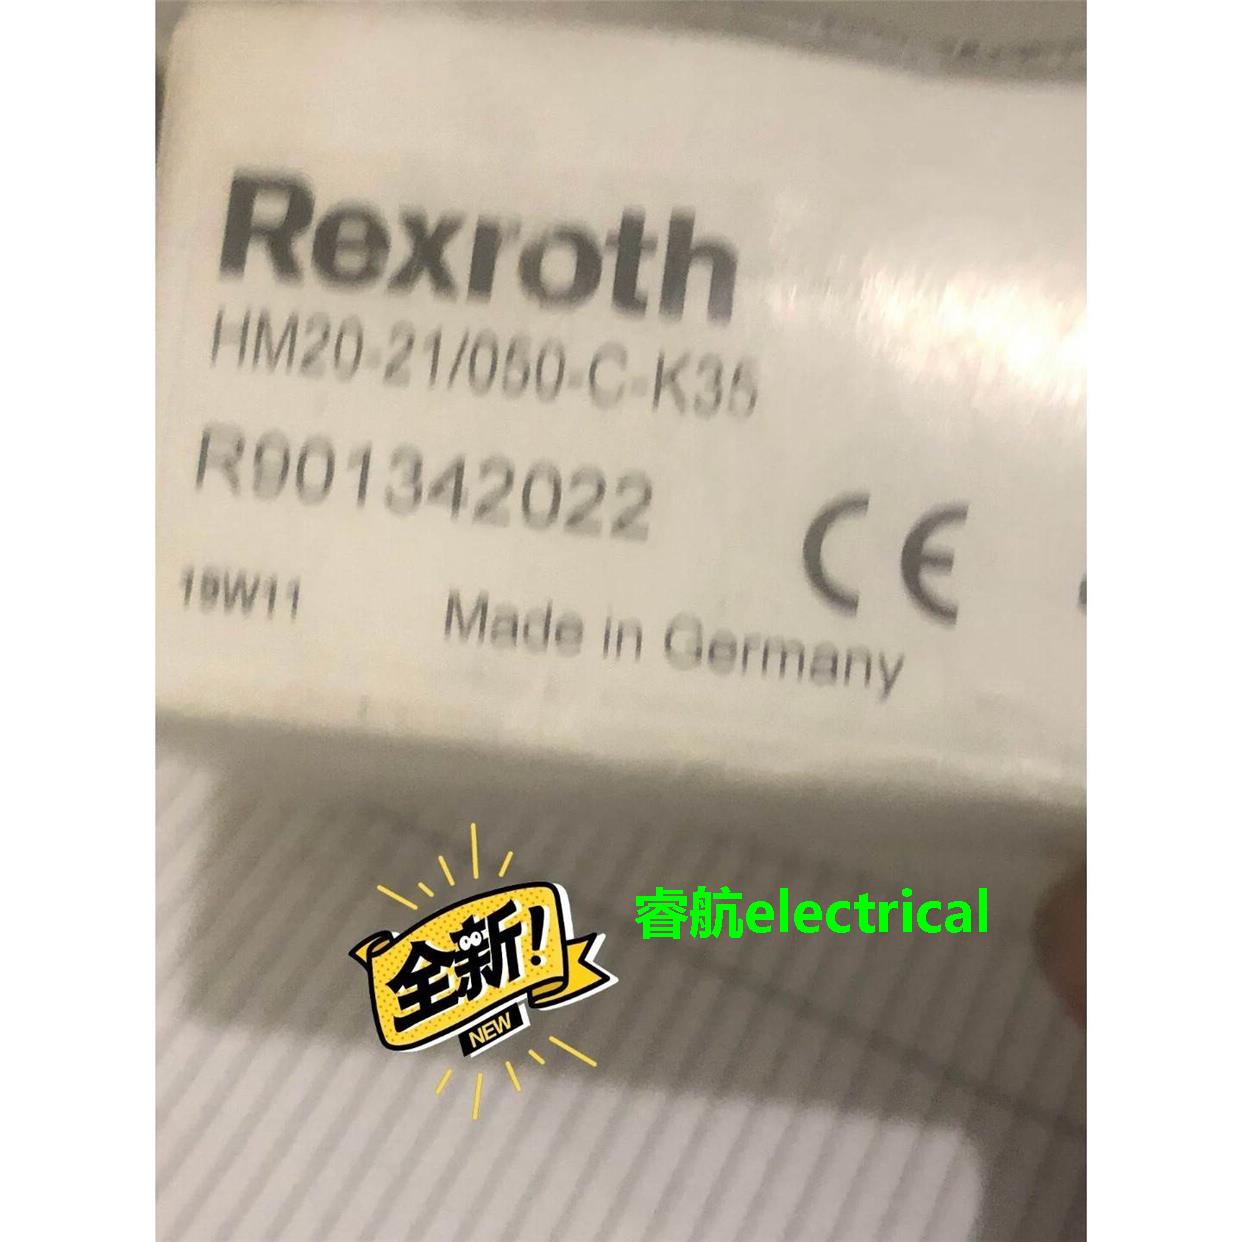 Rexroth
HM20-21/050-C-K35
R901342022
CE
19W11
Made in Germany
睿航electrical
全新!
NEW